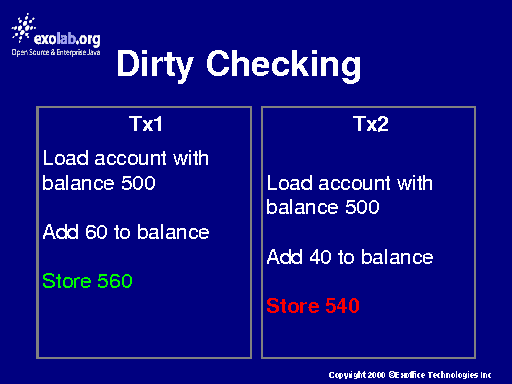 exolab.org
Open Source & Enterprise Java
Dirty Checking
Tx1
Load account with
balance 500
Add 60 to balance
Store 560
Tx2
Load account with
balance 500
Add 40 to balance
Store 540
Copyright 2000 ©Exoffice Technologies Inc